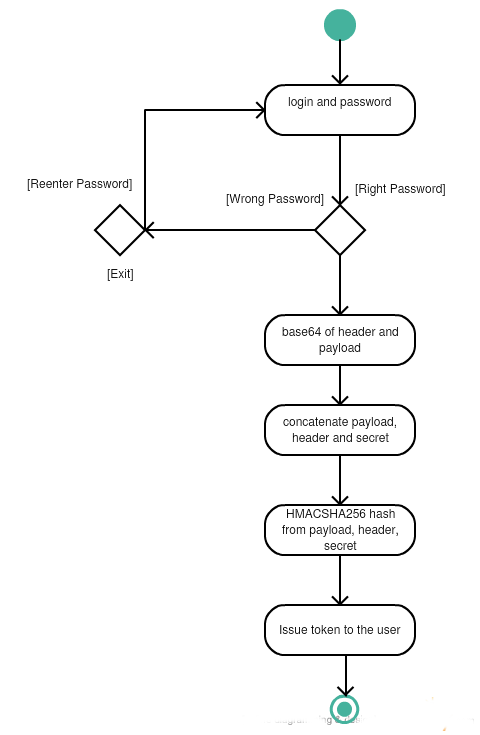 login and password
[Reenter Password]
[Wrong Password]
[Right Password]
[Exit]
base64 of header and
payload
concatenate payload,
header and secret
HMACSHA256 hash
from payload, header,
secret
Issue token to the user